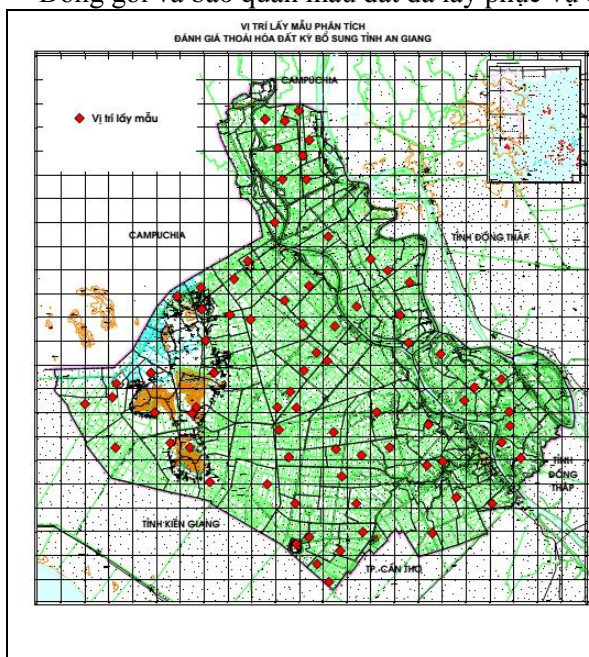 Đóng gói và bảo quản mẫu đất đã lấy phục vụ
VỊ TRÍ LẤY MẪU PHÂN TÍCH
ĐÁNH GIÁ THOÁI HÓA ĐẤT KỲ BỔ SUNG TỈNH AN GIANG
CAMPUCHIA
Vị trí lấy mẫu
CAMPUCHIA
TỈNH ĐỒNG THÁP
TỈNH
ĐỒNG
THÁP
TỈNH KIÊN GIANG
TP. CẦN THƠ